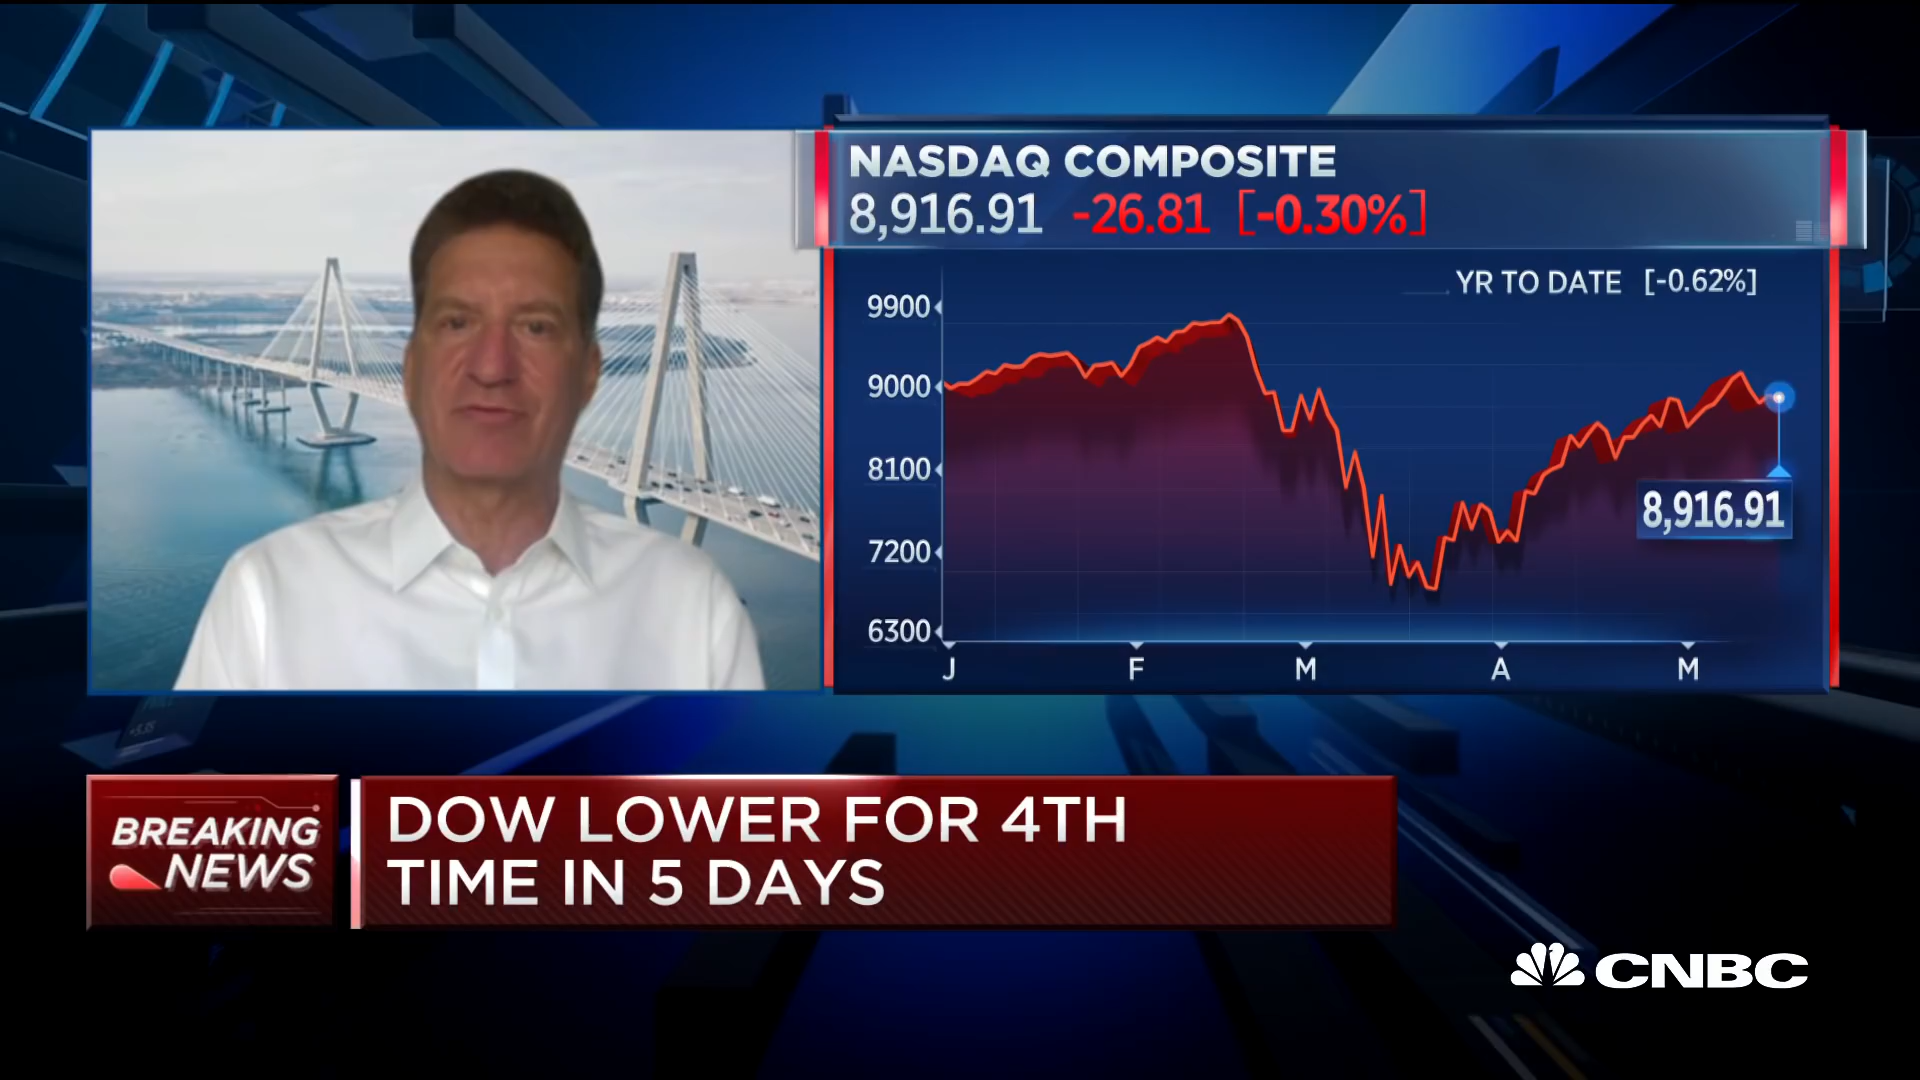 NASDAQ COMPOSITE
8,916.91 -26.81 [-0.30%]
YR TO DATE [-0.62%]
9900
9000
8100
7200
6300
8,916.91
J F M A M
BREAKING
NEWS
DOW LOWER FOR 4TH
TIME IN 5 DAYS
CNBC